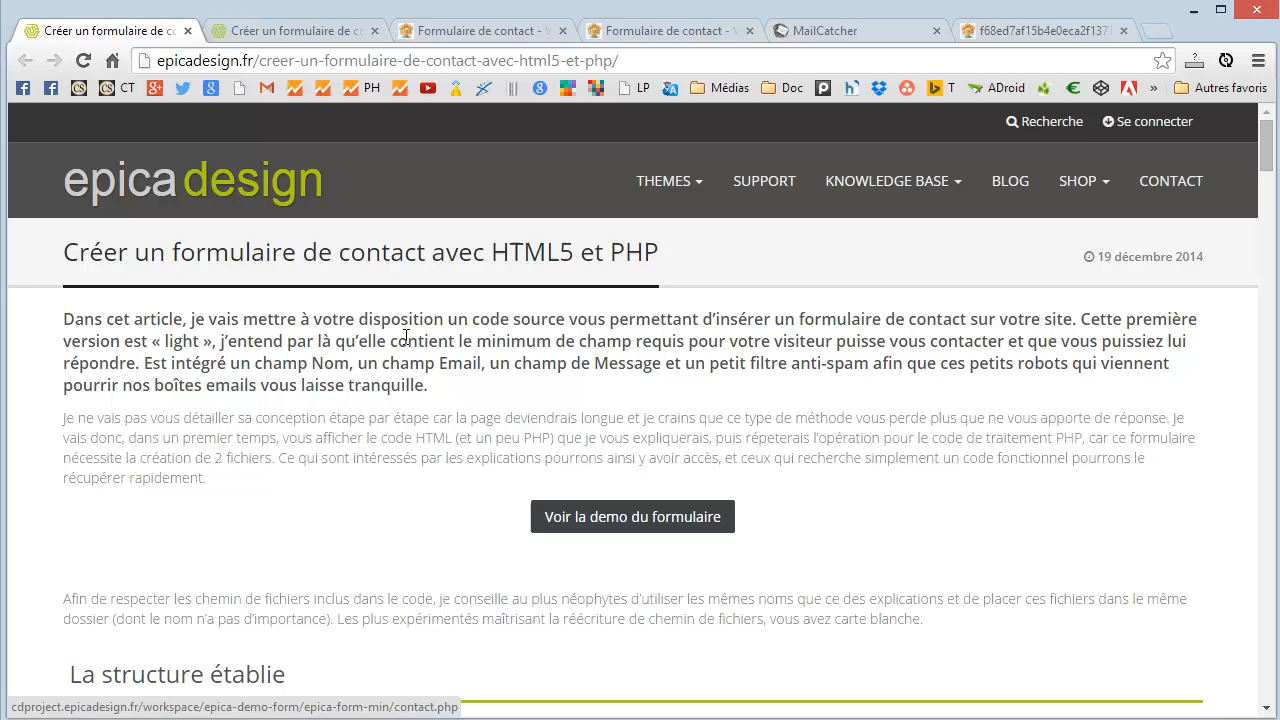 Créer un formulaire de co
Créer un formulaire de con
Formulaire de contact -
Formulaire de contact -
MailCatcher
f68ed7af15b4e0eca2f137
epicadesign.fr/creer-un-formulaire-de-contact-avec-html5-et-php/
CT
PH
LP
Médias
Doc
T
ADroid
»
Autres favoris
Recherche
Se connecter
epicadesign
THEMES
SUPPORT
KNOWLEDGE BASE
BLOG
SHOP
CONTACT
Créer un formulaire de contact avec HTML5 et PHP
19 décembre 2014
Dans cet article, je vais mettre à votre disposition un code source vous permettant d’insérer un formulaire de contact sur votre site. Cette première
version est « light », j’entend par là qu’elle contient le minimum de champ requis pour votre visiteur puisse vous contacter et que vous puissiez lui
répondre. Est intégré un champ Nom, un champ Email, un champ de Message et un petit filtre anti-spam afin que ces petits robots qui viennent
pourrir nos boîtes emails vous laisse tranquille.
Je ne vais pas vous détailler sa conception étape par étape car la page deviendrais longue et je crains que ce type de méthode vous perde plus que ne vous apporte de réponse. Je
vais donc, dans un premier temps, vous afficher le code HTML (et un peu PHP) que je vous expliquerais, puis répeterais l’opération pour le code de traitement PHP, car ce formulaire
nécessite la création de 2 fichiers. Ce qui sont intéressés par les explications pourrons ainsi y avoir accès, et ceux qui recherche simplement un code fonctionnel pourrons le
récupérer rapidement.
Voir la demo du formulaire
Afin de respecter les chemin de fichiers inclus dans le code, je conseille au plus néophytes d’utiliser les mêmes noms que ce des explications et de placer ces fichiers dans le même
dossier (dont le nom n’a pas d’importance). Les plus expérimentés maîtrisant la réécriture de chemin de fichiers, vous avez carte blanche.
La structure établie
cdproject.epicadesign.fr/workspace/epica-demo-form/epica-form-min/contact.php